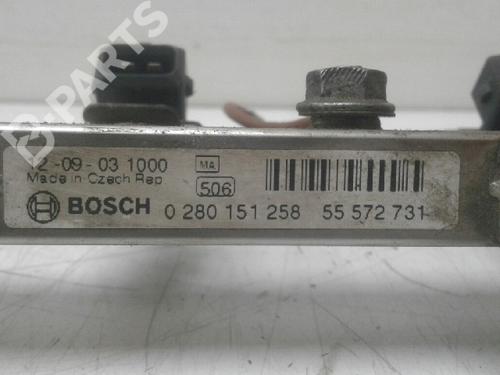 B-PARTS
2-09-03 1000
MA
Made in Czech Rep
506
BOSCH 0 280 151 258 55 572 731